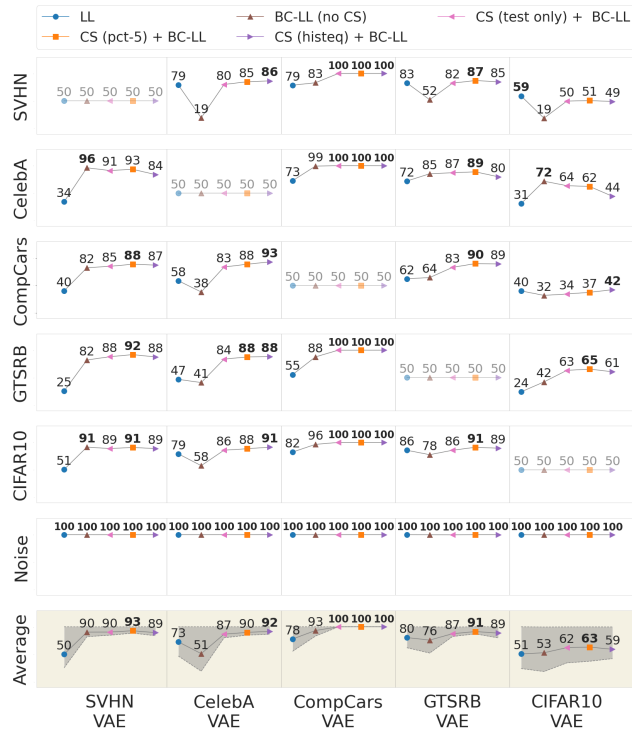 LL
BC-LL (no CS)
CS (test only) + BC-LL
CS (pct-5) + BC-LL
CS (histeq) + BC-LL
SVHN
50 50 50 50 50
79 19 80 85 86
79 83 100 100 100
83 52 82 87 85
59 19 50 51 49
CelebA
34 96 91 93 84
50 50 50 50 50
73 99 100 100 100
72 85 87 89 80
31 72 64 62 44
CompCars
40 82 85 88 87
58 38 83 88 93
50 50 50 50 50
62 64 83 90 89
40 32 34 37 42
GTSRB
25 82 88 92 88
47 41 84 88 88
55 88 100 100 100
50 50 50 50 50
24 42 63 65 61
CIFAR10
51 91 89 91 89
79 58 86 88 91
82 96 100 100 100
86 78 86 91 89
50 50 50 50 50
Noise
100 100 100 100 100
100 100 100 100 100
100 100 100 100 100
100 100 100 100 100
100 100 100 100 100
Average
50 90 90 93 89
73 51 87 90 92
78 93 100 100 100
80 76 87 91 89
51 53 62 63 59
SVHN
VAE
CelebA
VAE
CompCars
VAE
GTSRB
VAE
CIFAR10
VAE